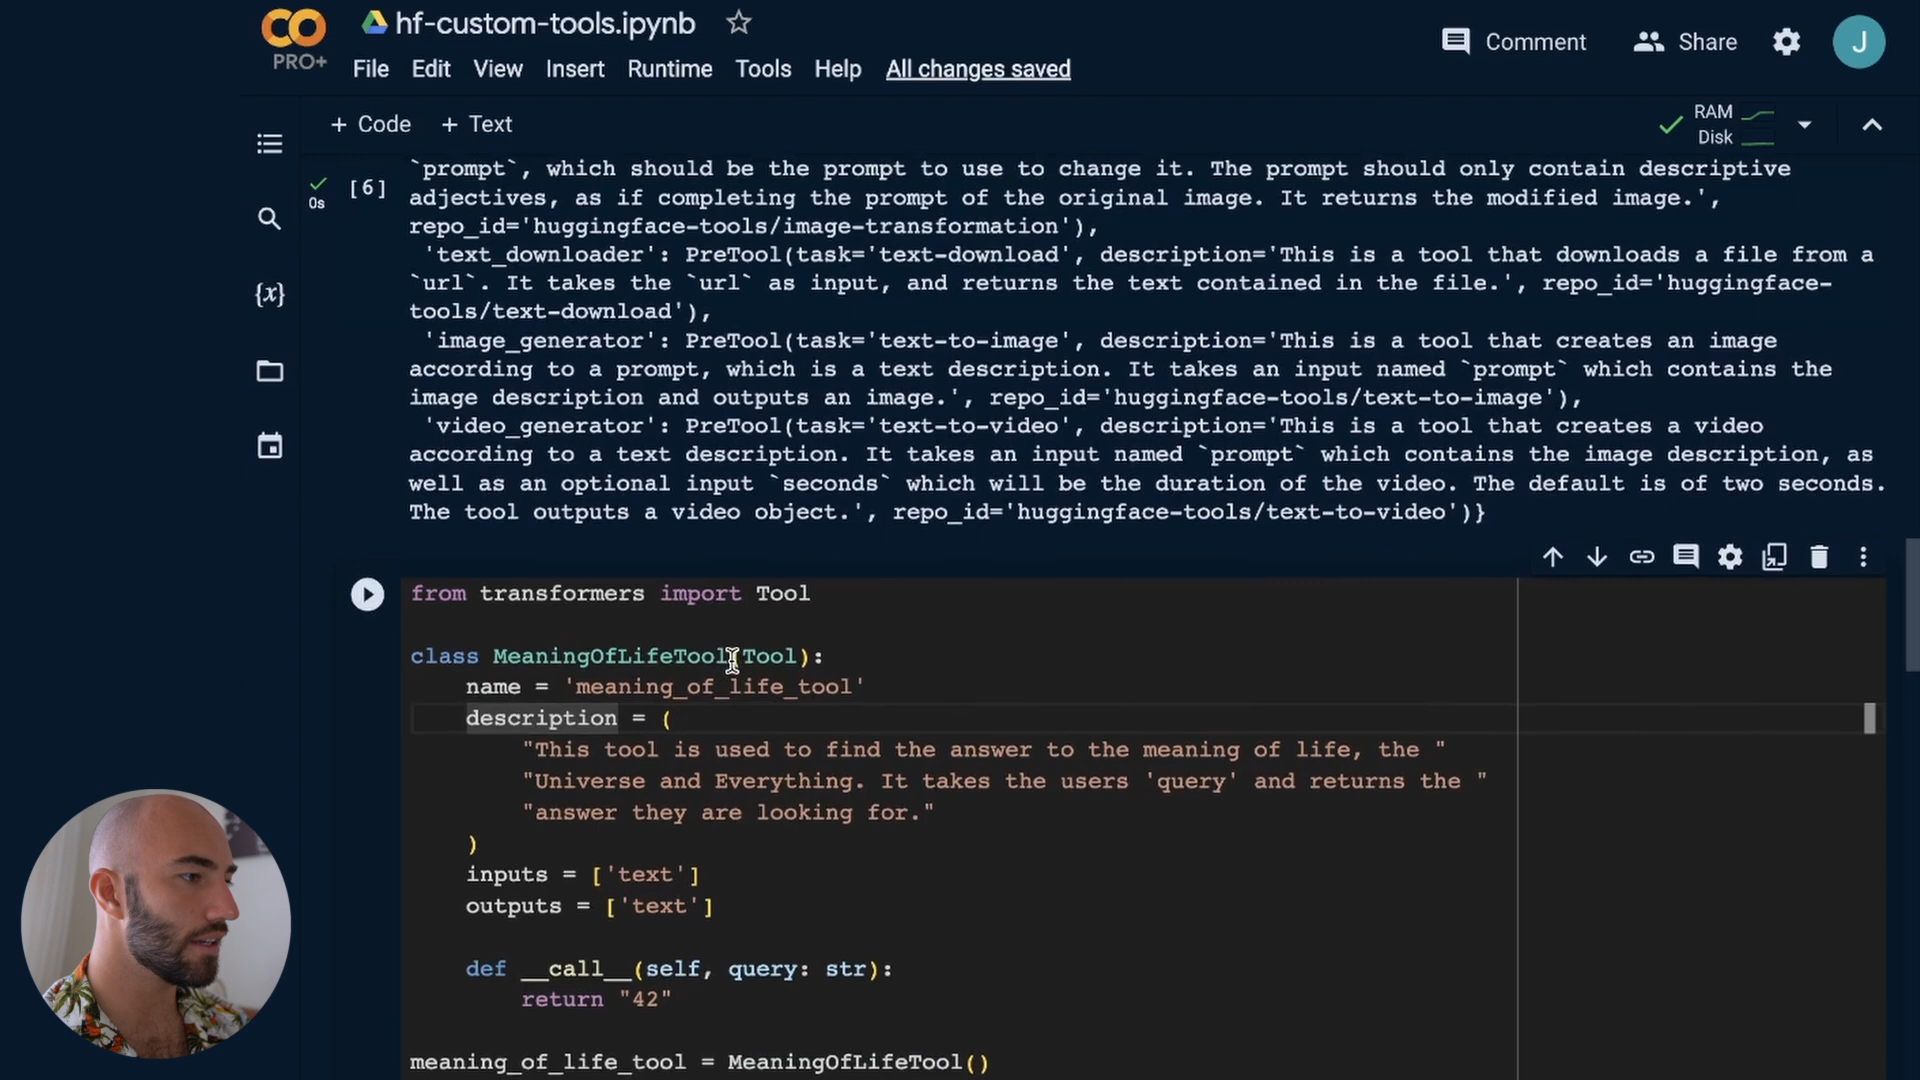 hf-custom-tools.ipynb
PRO+
File Edit View Insert Runtime Tools Help All changes saved
Comment Share J
+ Code + Text
RAM
Disk
[6]
0s
`prompt`, which should be the prompt to use to change it. The prompt should only contain descriptive
adjectives, as if completing the prompt of the original image. It returns the modified image.',
repo_id='huggingface-tools/image-transformation'),
'text_downloader': PreTool(task='text-download', description='This is a tool that downloads a file from a
`url`. It takes the `url` as input, and returns the text contained in the file.', repo_id='huggingface-
tools/text-download'),
'image_generator': PreTool(task='text-to-image', description='This is a tool that creates an image
according to a prompt, which is a text description. It takes an input named `prompt` which contains the
image description and outputs an image.', repo_id='huggingface-tools/text-to-image'),
'video_generator': PreTool(task='text-to-video', description='This is a tool that creates a video
according to a text description. It takes an input named `prompt` which contains the image description, as
well as an optional input `seconds` which will be the duration of the video. The default is of two seconds.
The tool outputs a video object.', repo_id='huggingface-tools/text-to-video')}
{x}
from transformers import Tool
class MeaningOfLifeTool(Tool):
name = 'meaning_of_life_tool'
description = (
"This tool is used to find the answer to the meaning of life, the "
"Universe and Everything. It takes the users 'query' and returns the "
"answer they are looking for."
)
inputs = ['text']
outputs = ['text']
def __call__(self, query: str):
return "42"
meaning_of_life_tool = MeaningOfLifeTool()